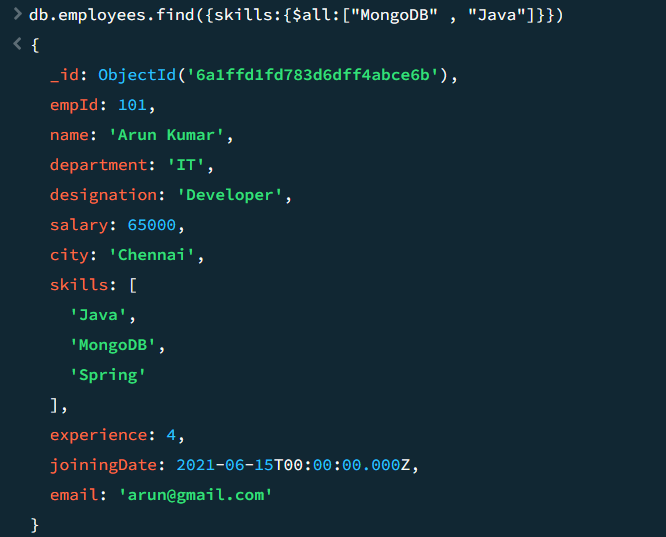 > db.employees.find({skills:{$all:["MongoDB" , "Java"]}})
< {
_id: ObjectId('6a1ffd1fd783d6dff4abce6b'),
empId: 101,
name: 'Arun Kumar',
department: 'IT',
designation: 'Developer',
salary: 65000,
city: 'Chennai',
skills: [
'Java',
'MongoDB',
'Spring'
],
experience: 4,
joiningDate: 2021-06-15T00:00:00.000Z,
email: 'arun@gmail.com'
}